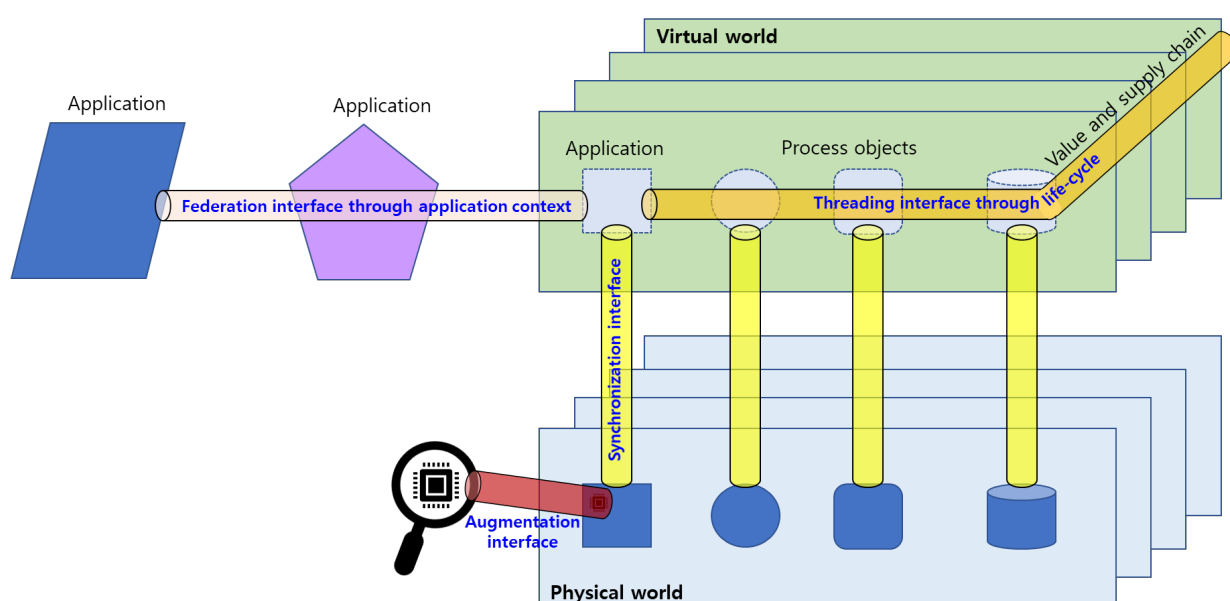 Virtual world
Application
Application
Application
Process objects
Value and supply chain
Federation interface through application context
Threading interface through life-cycle
Synchronization interface
Augmentation
interface
Physical world